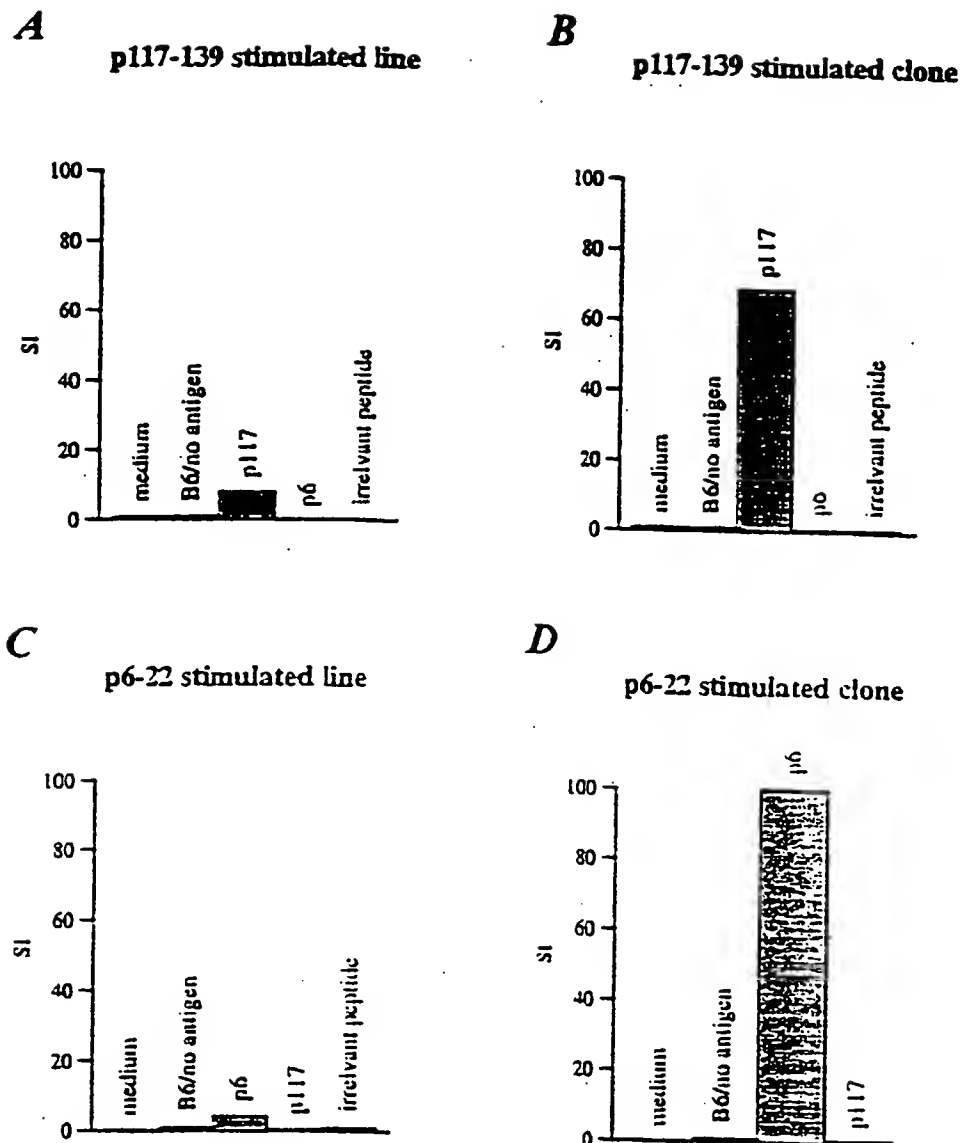 A
p117-139 stimulated line
100
80
60
40
20
0
SI
medium
B6/no antigen
p117
p6
irrelvant peptide
B
p117-139 stimulated clone
100
80
60
40
20
0
SI
medium
B6/no antigen
p117
p6
irrelvant peptide
C
p6-22 stimulated line
100
80
60
40
20
0
SI
medium
B6/no antigen
p6
p117
irrelvant peptide
D
p6-22 stimulated clone
100
80
60
40
20
0
SI
medium
B6/no antigen
p6
p117